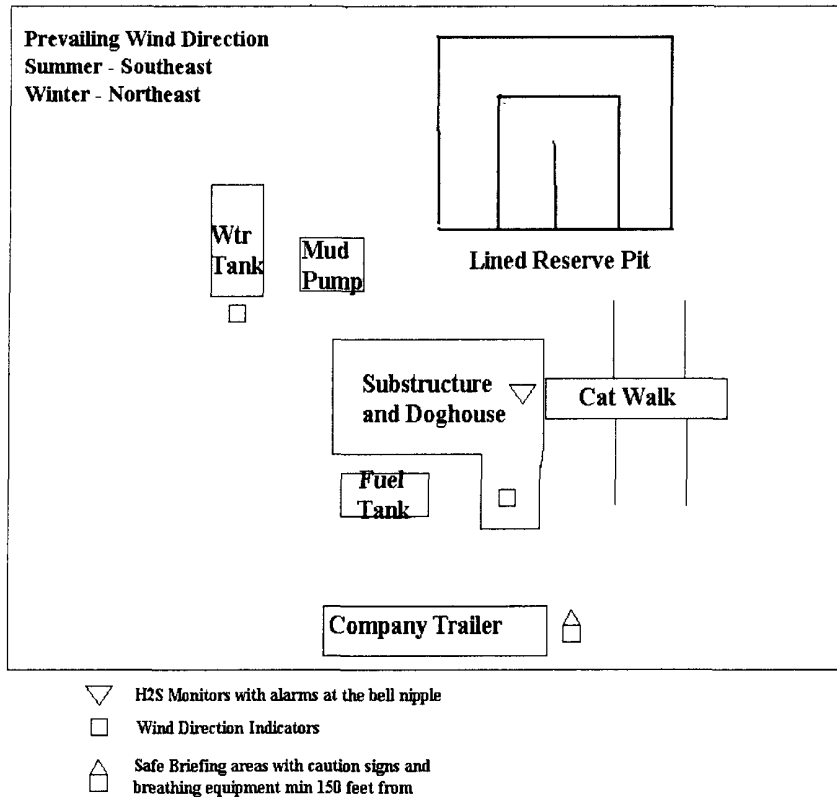 Prevailing Wind Direction
Summer - Southeast
Winter - Northeast
Wtr
Tank
Mud
Pump
Lined Reserve Pit
Substructure
and Doghouse
Cat Walk
Fuel
Tank
Company Trailer
H2S Monitors with alarms at the bell nipple
Wind Direction Indicators
Safe Briefing areas with caution signs and
breathing equipment min 150 feet from